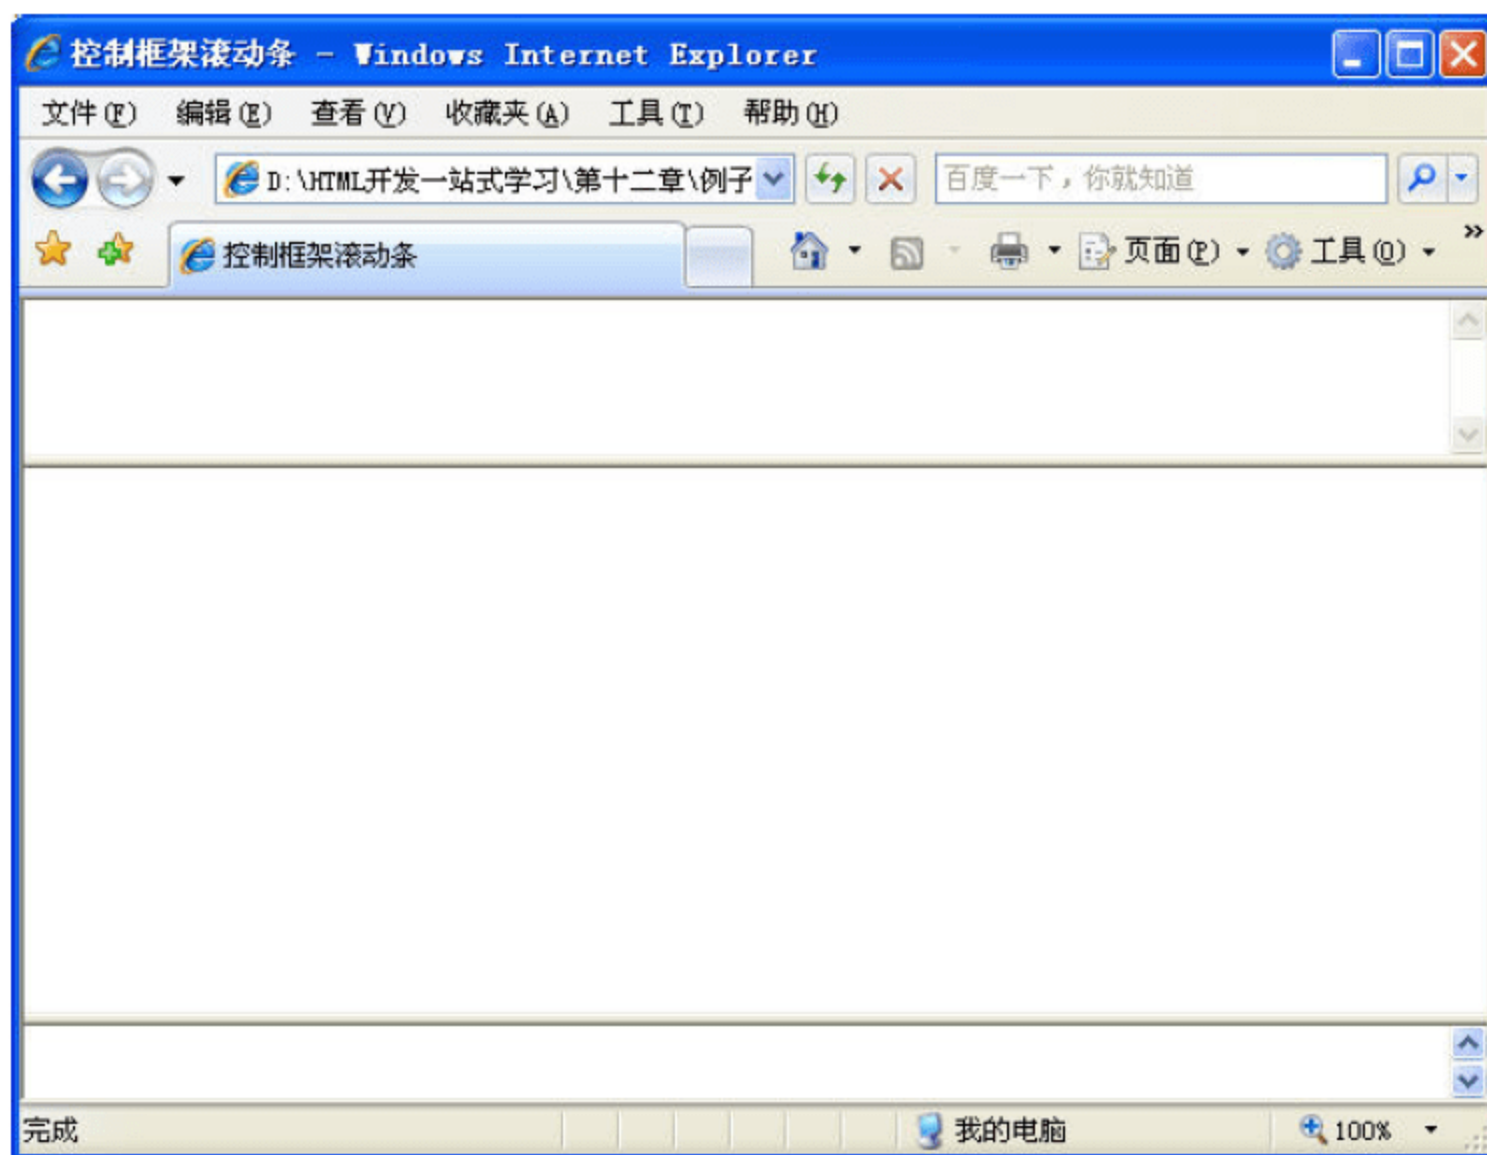 控制框架滚动条 - Windows Internet Explorer
文件(F) 编辑(E) 查看(V) 收藏夹(A) 工具(T) 帮助(H)
D:\HTML开发一站式学习\第十二章\例子 百度一下，你就知道
控制框架滚动条 页面(P) 工具(O) »
完成 我的电脑 100%